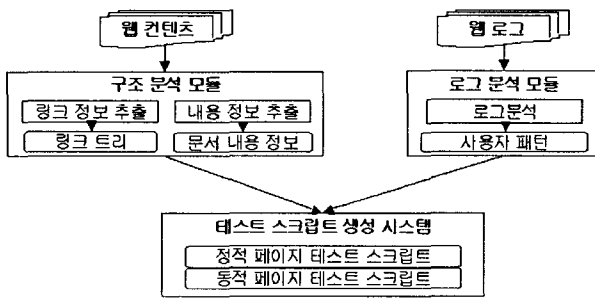 웹 컨텐츠
웹 로그
구조 분석 모듈
로그 분석 모듈
링크 정보 추출
내용 정보 추출
로그분석
링크 트리
문서 내용 정보
사용자 패턴
테스트 스크립트 생성 시스템
정적 페이지 테스트 스크립트
동적 페이지 테스트 스크립트